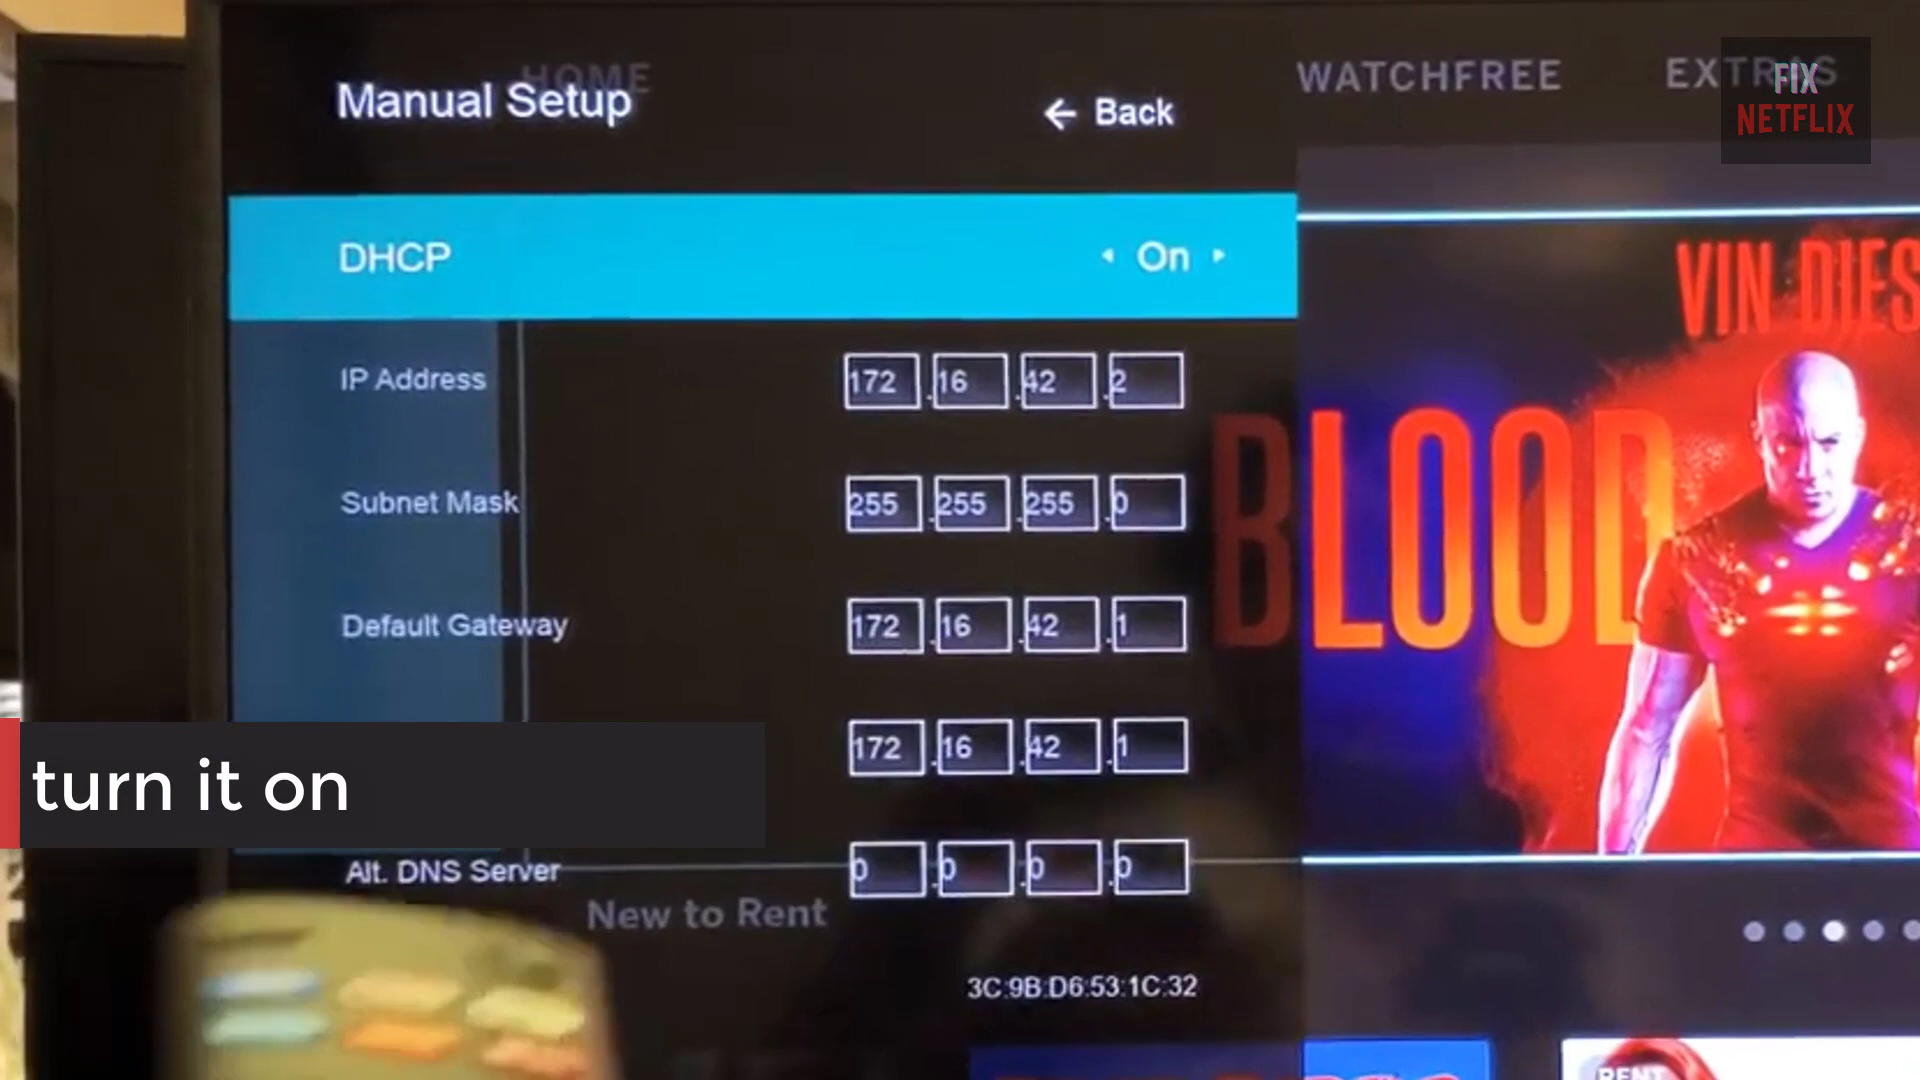 HOME
WATCHFREE
EXTRAS
FIX
NETFLIX
Manual Setup
← Back
DHCP
On
IP Address 172 . 16 . 42 . 2
Subnet Mask 255 . 255 . 255 . 0
Default Gateway 172 . 16 . 42 . 1
172 . 16 . 42 . 1
Alt. DNS Server 0 . 0 . 0 . 0
turn it on
New to Rent
3C:9B:D6:53:1C:32
VIN DIES
BLOOD
RENT